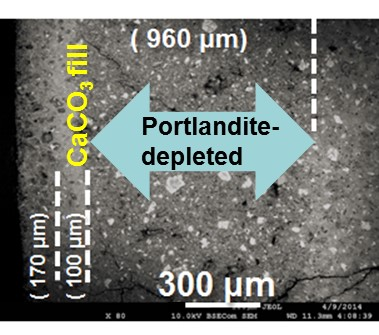 ( 960 µm)
CaCO3 fill
Portlandite-
depleted
( 170 µm)
( 100 µm)
300 µm
JEOL 4/9/2014
X 80 10.0kV BSECom SEM WD 11.3mm 4:08:39